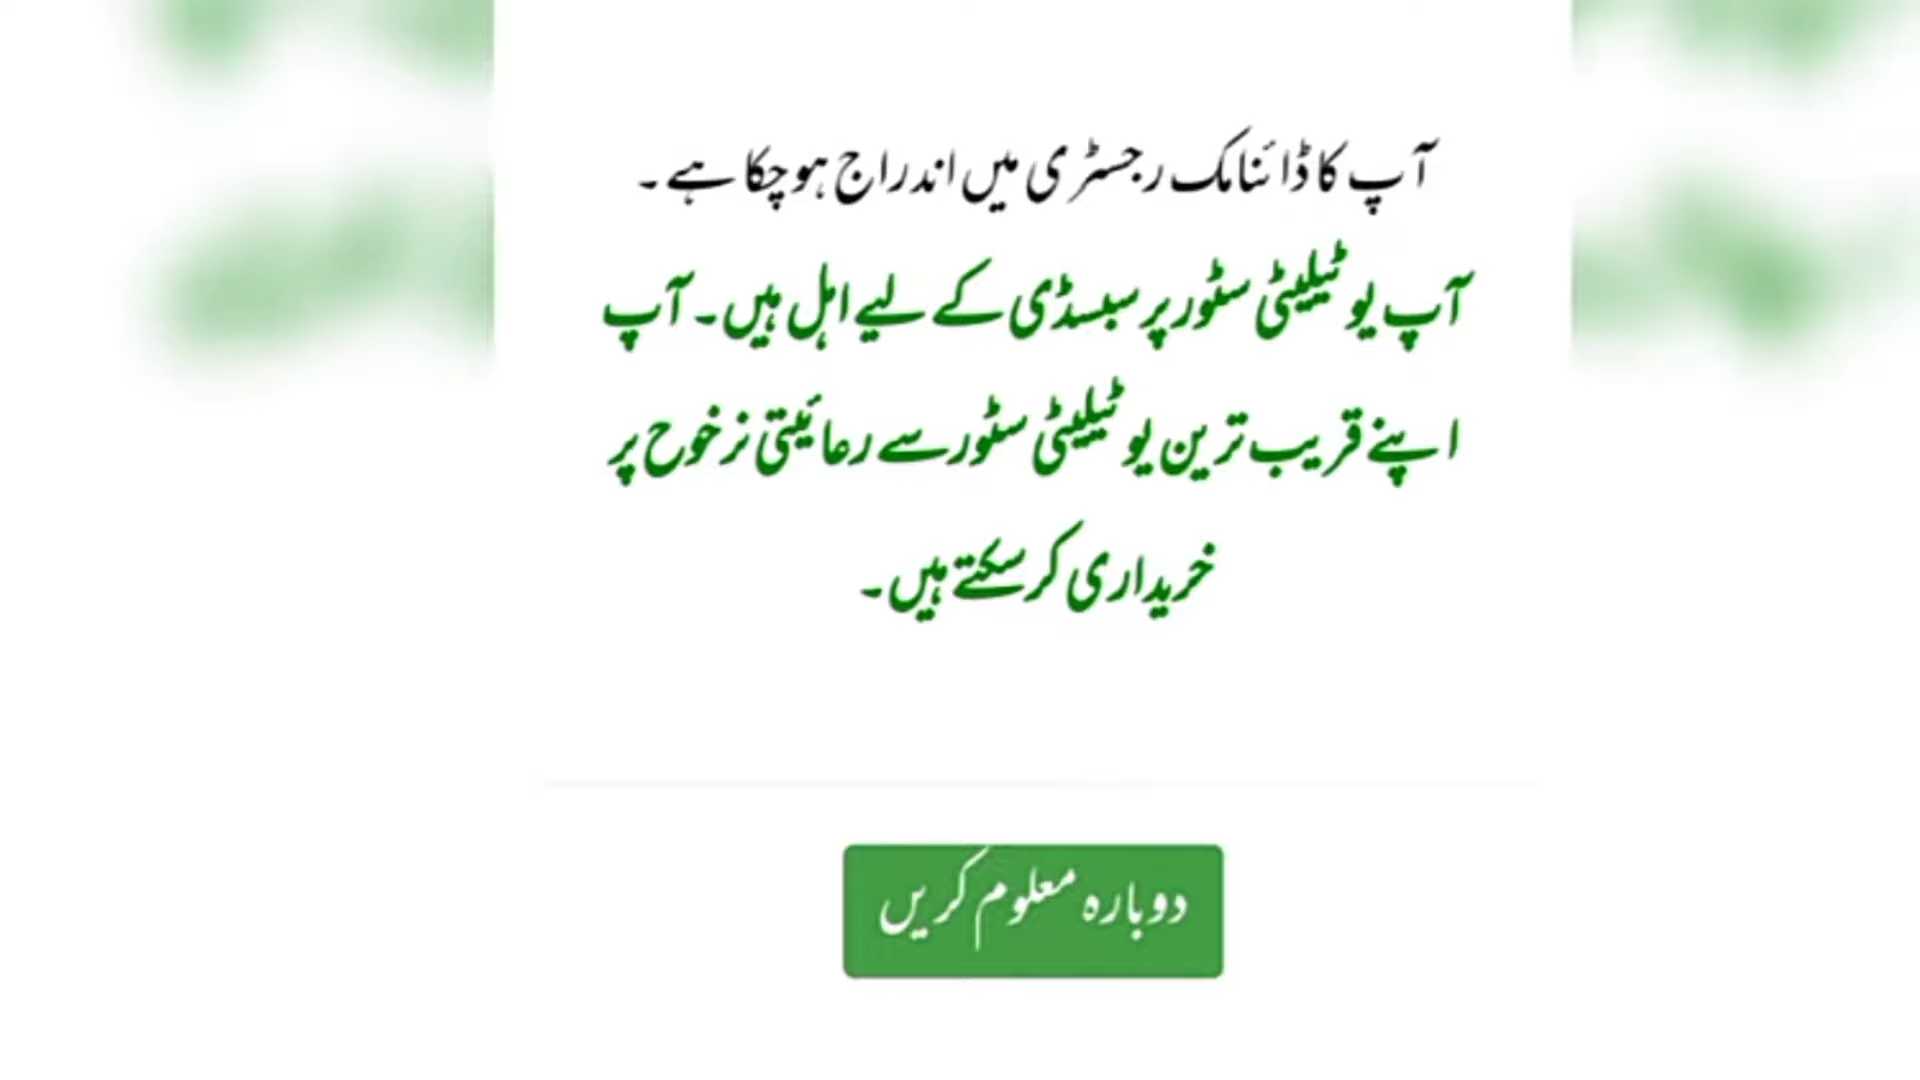 آپ کا ڈائنامک رجسٹری میں اندراج ہوچکا ہے۔
آپ یوٹیلیٹی سٹور پر سبسڈی کے لیے اہل ہیں۔ آپ
اپنے قریب ترین یوٹیلیٹی سٹور سے رعائیتی نرخوح پر
خریداری کرسکتے ہیں۔
دوبارہ معلوم کریں